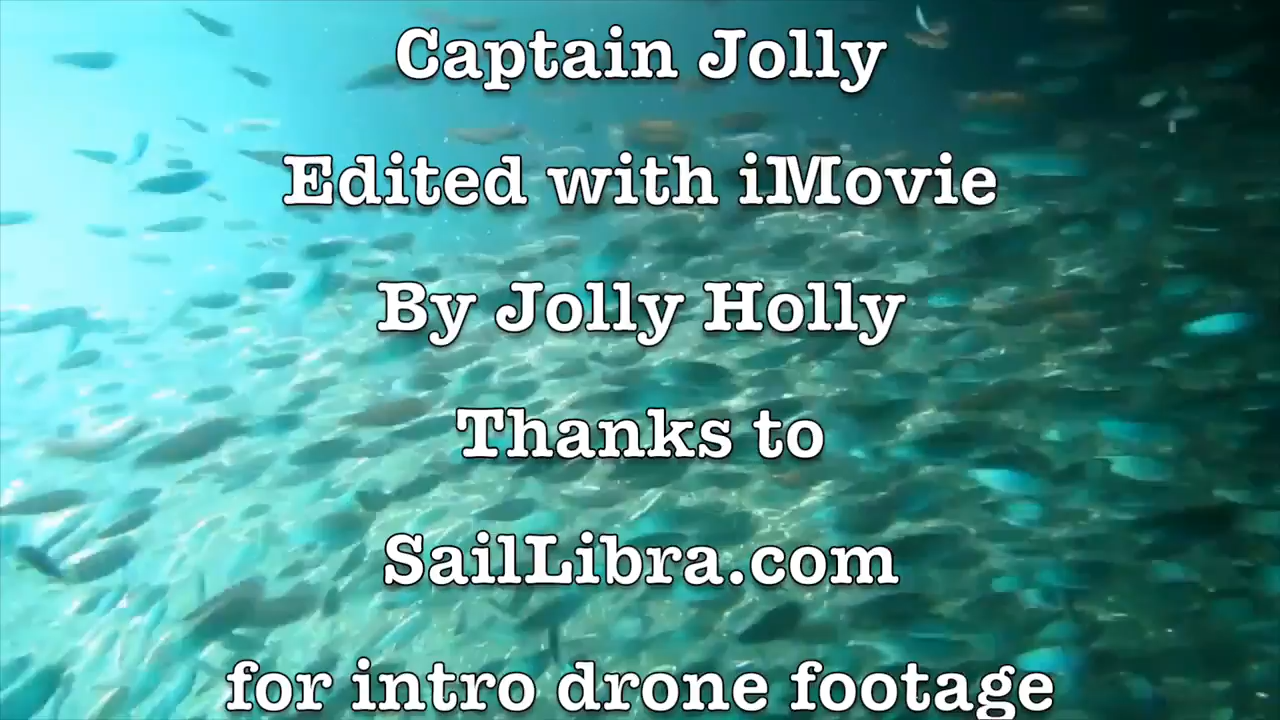 Captain Jolly
Edited with iMovie
By Jolly Holly
Thanks to
SailLibra.com
for intro drone footage